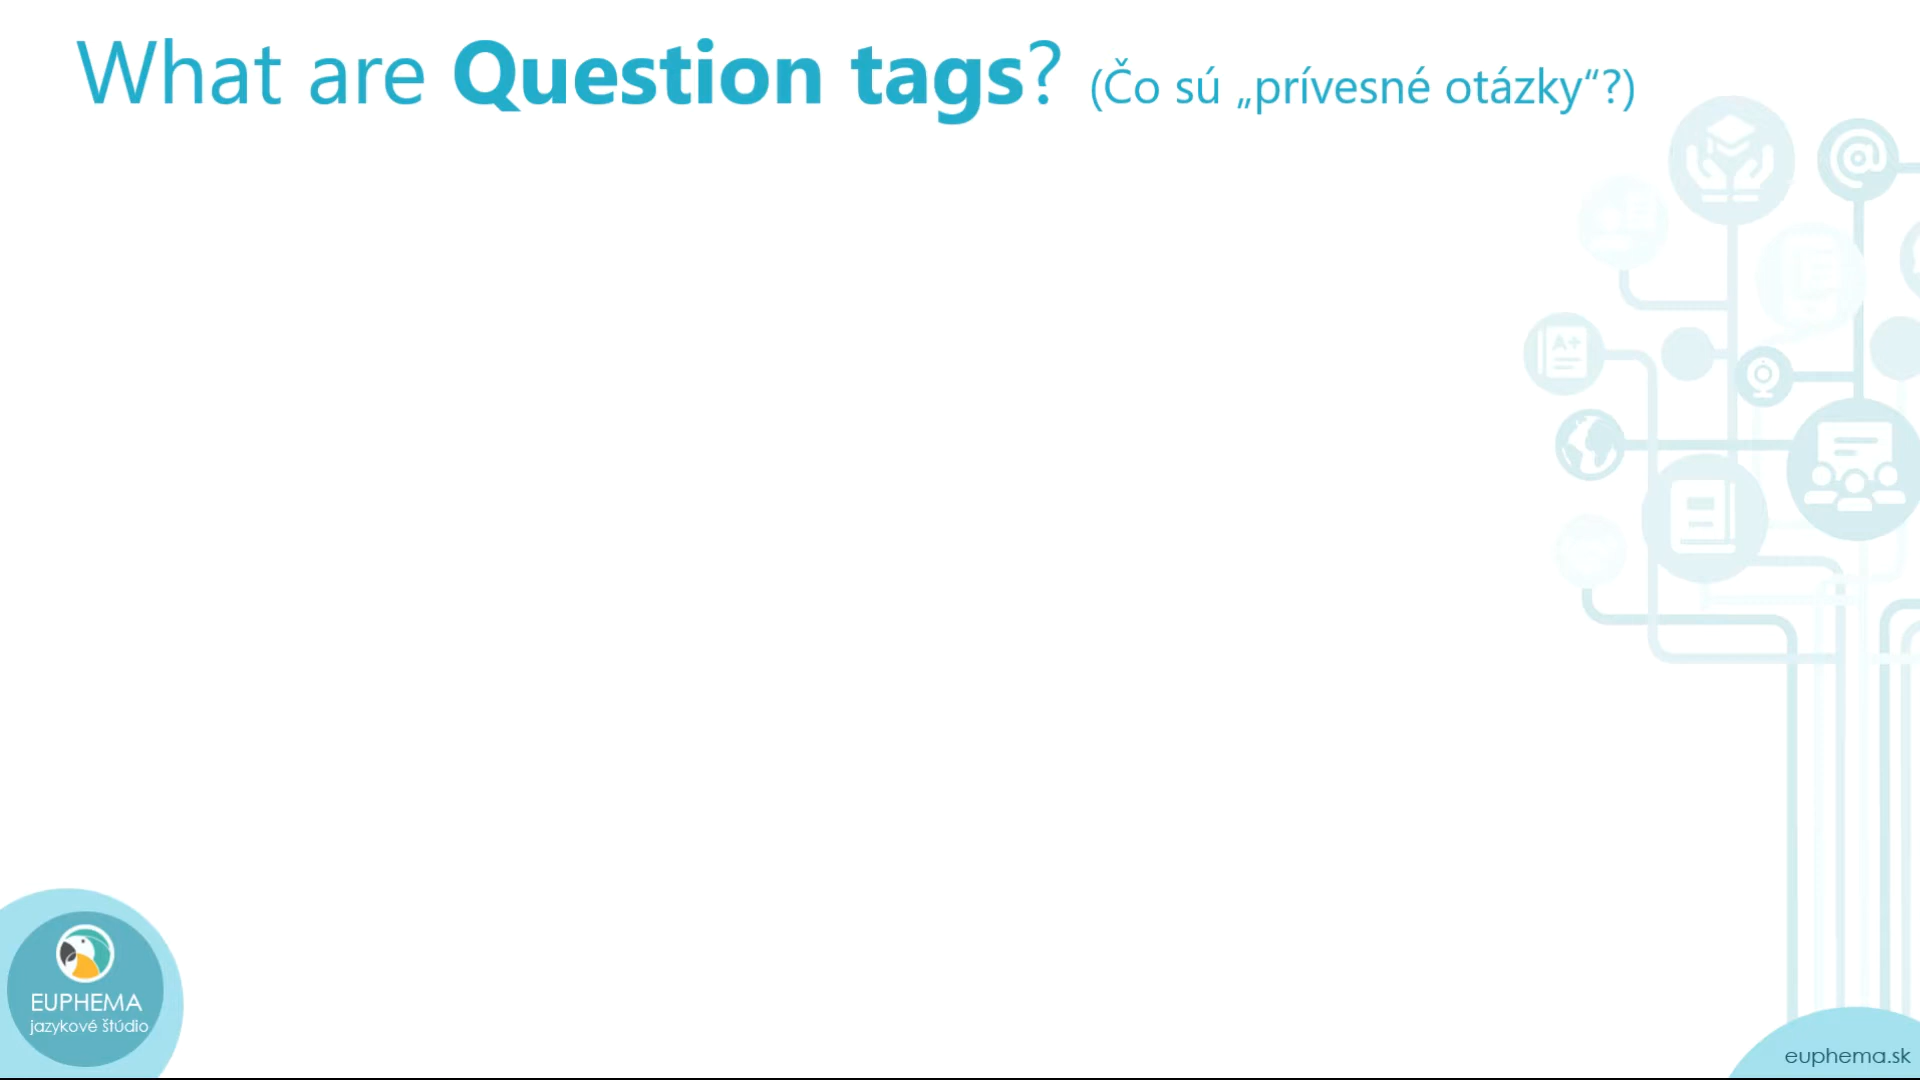 What are Question tags? (Čo sú „prívesné otázky“?)
A+
EUPHEMA
jazykové štúdio
euphema.sk